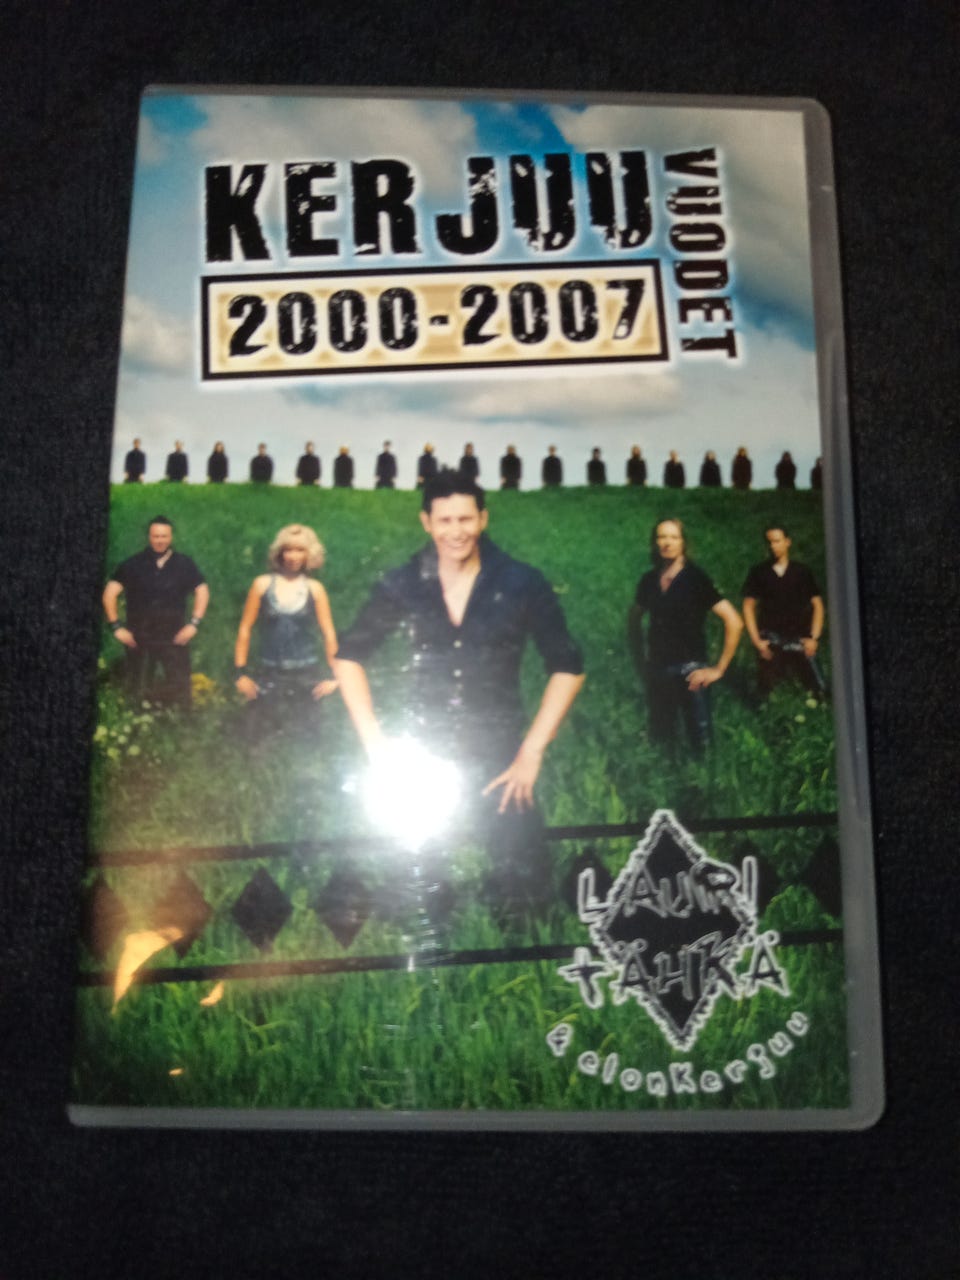 KERJUU
VUODET
2000-2007
LAURI
TÄHKÄ
& elonkerjuu